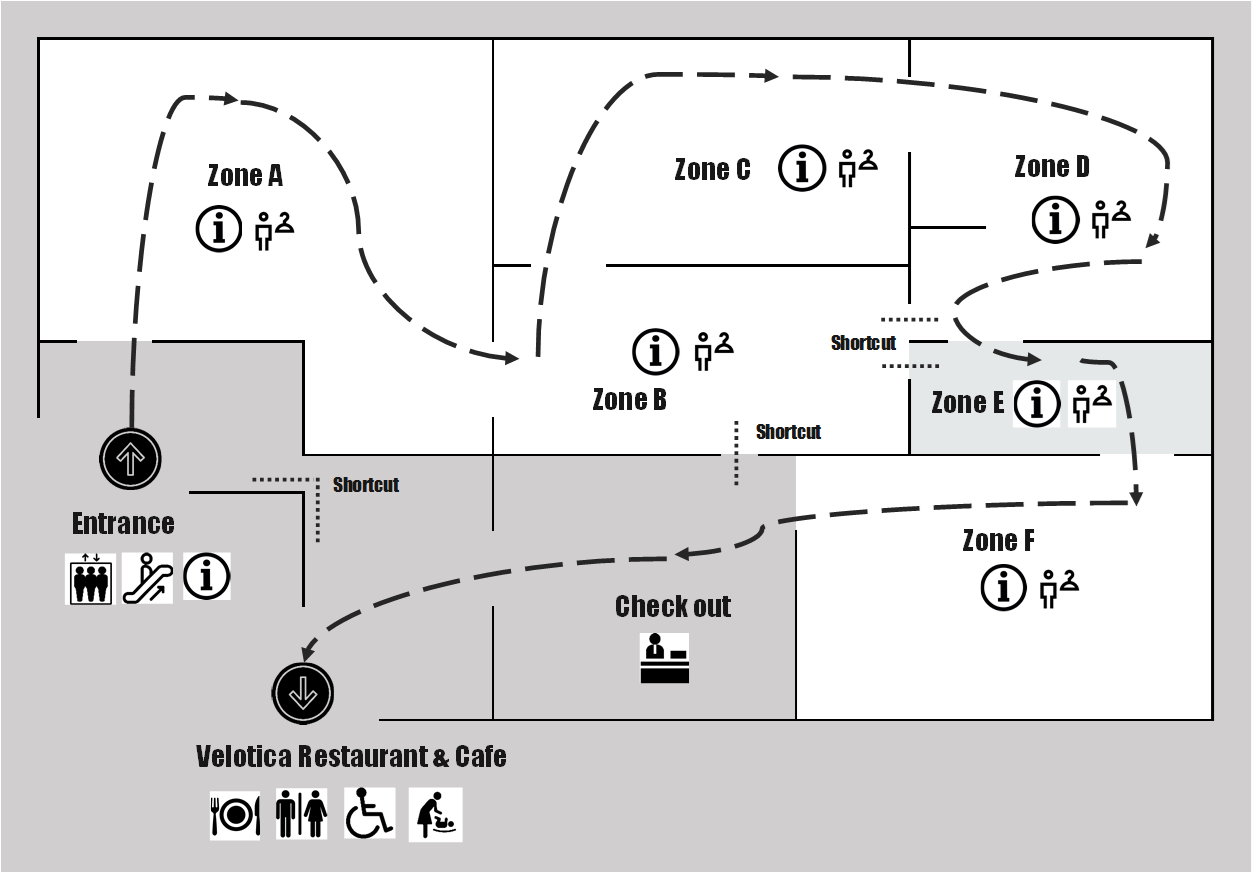 Zone A
Zone C
Zone D
Zone B
Shortcut
Zone E
Shortcut
Shortcut
Entrance
Zone F
Check out
Velotica Restaurant & Cafe